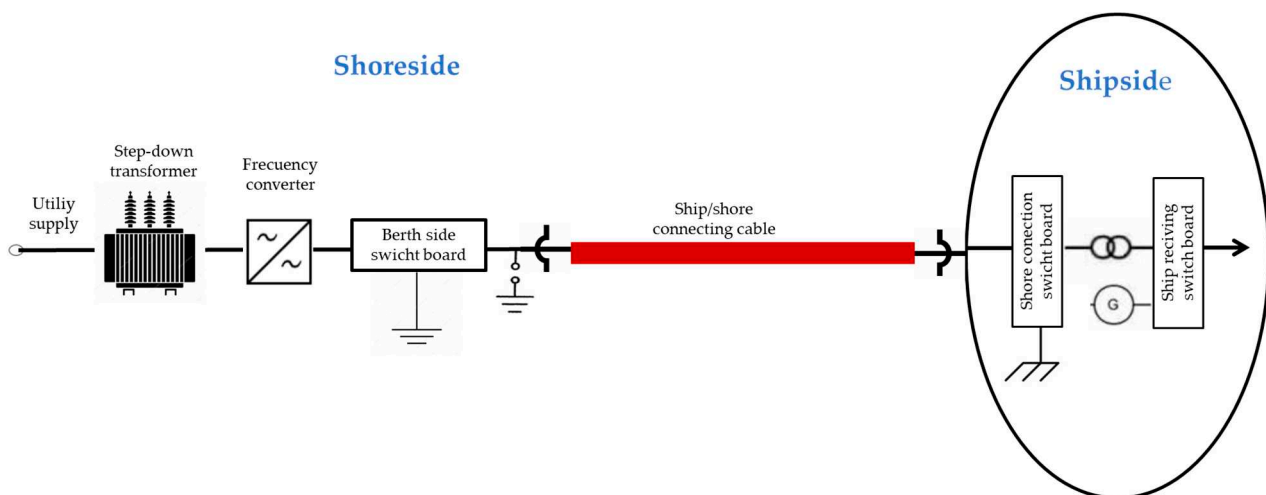 Shoreside
Shipside
Step-down
transformer
Frecuency
converter
Utiliy
supply
Berth side
swicht board
Ship/shore
connecting cable
Shore conection
swicht board
G
Ship reciving
switch board